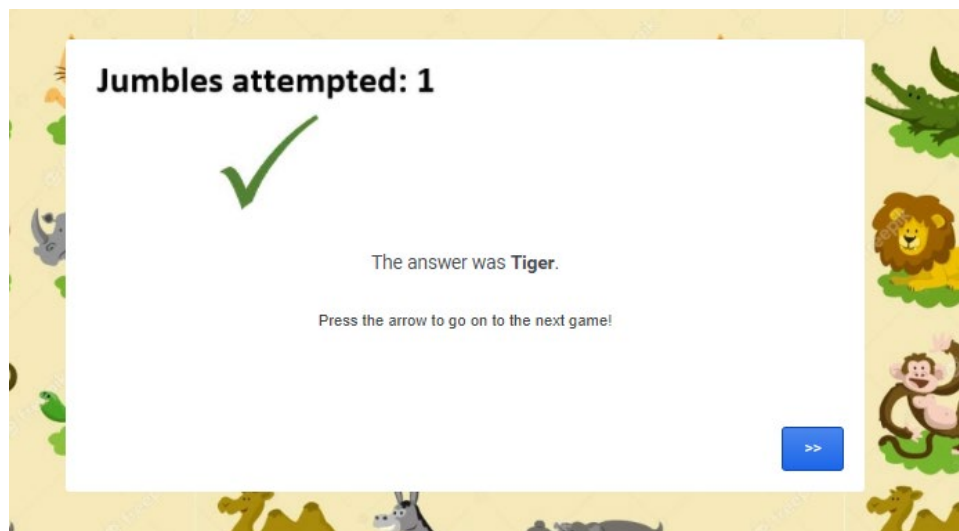 Jumbles attempted: 1
The answer was Tiger.
Press the arrow to go on to the next game!
>>